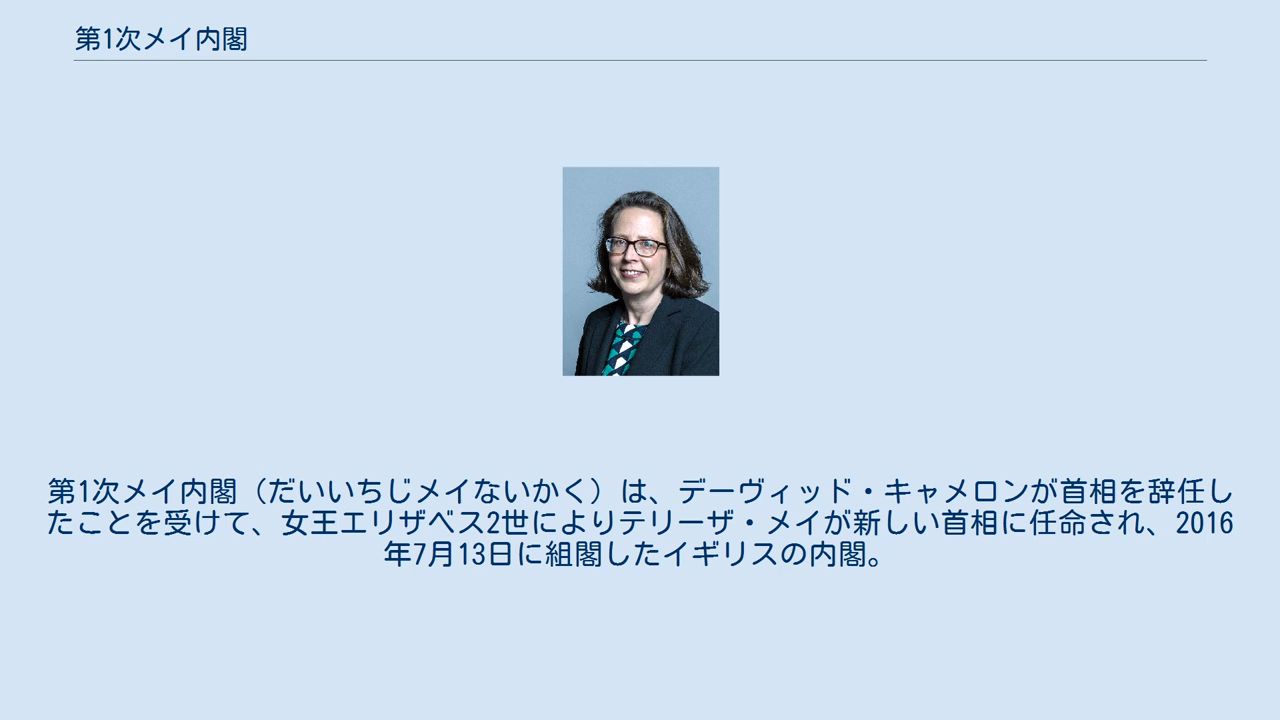 第1次メイ内閣
第1次メイ内閣（だいいちじメイないかく）は、デーヴィッド・キャメロンが首相を辞任し
たことを受けて、女王エリザベス2世によりテリーザ・メイが新しい首相に任命され、2016
年7月13日に組閣したイギリスの内閣。